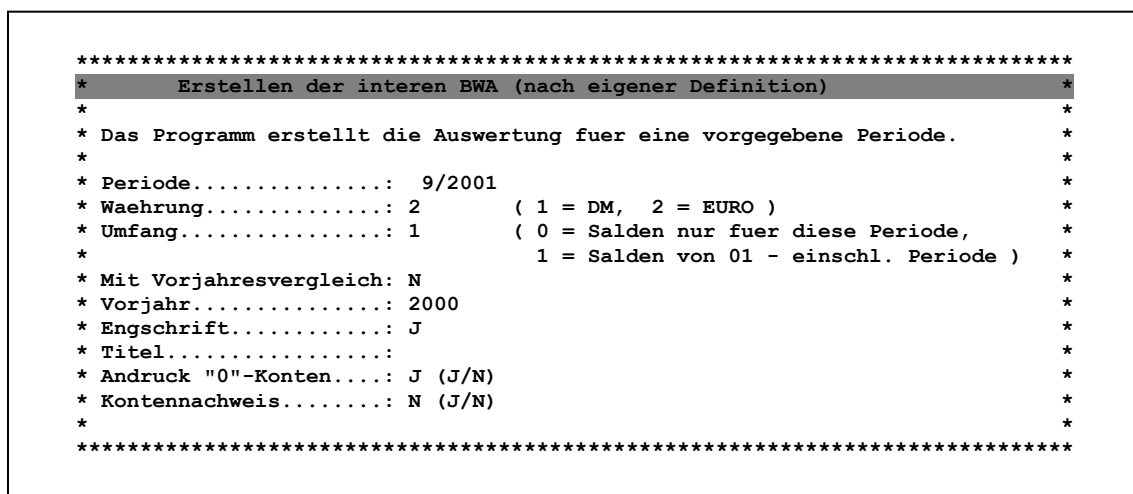 ******************************************************************************
*       Erstellen der interen BWA (nach eigener Definition)                  *
*                                                                            *
* Das Programm erstellt die Auswertung fuer eine vorgegebene Periode.        *
*                                                                            *
* Periode...............:  9/2001                                            *
* Waehrung..............: 2       ( 1 = DM,  2 = EURO )                      *
* Umfang................: 1       ( 0 = Salden nur fuer diese Periode,       *
*                                   1 = Salden von 01 - einschl. Periode )   *
* Mit Vorjahresvergleich: N                                                  *
* Vorjahr...............: 2000                                               *
* Engschrift............: J                                                  *
* Titel.................:                                                    *
* Andruck "0"-Konten....: J (J/N)                                            *
* Kontennachweis........: N (J/N)                                            *
*                                                                            *
******************************************************************************